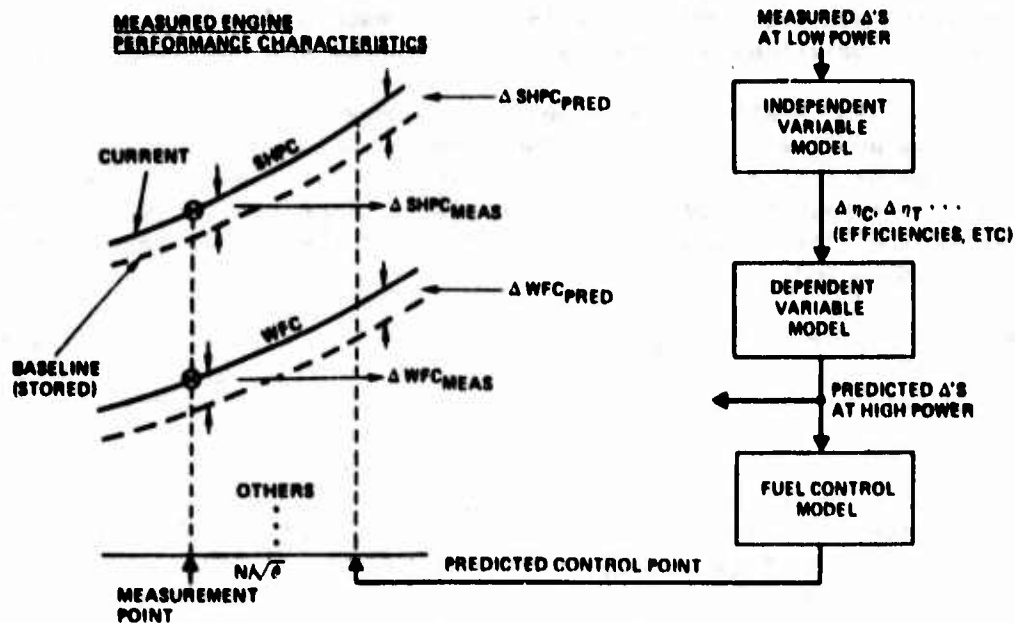 MEASURED ENGINE
PERFORMANCE CHARACTERISTICS
Δ SHPC PRED
CURRENT
SHPC
Δ SHPC MEAS
Δ WFC PRED
WFC
BASELINE
(STORED)
Δ WFC MEAS
OTHERS
N/√θ
MEASUREMENT
POINT
PREDICTED CONTROL POINT
MEASURED Δ'S
AT LOW POWER
INDEPENDENT
VARIABLE
MODEL
Δ ηC, Δ ηT · · ·
(EFFICIENCIES, ETC)
DEPENDENT
VARIABLE
MODEL
PREDICTED Δ'S
AT HIGH POWER
FUEL CONTROL
MODEL